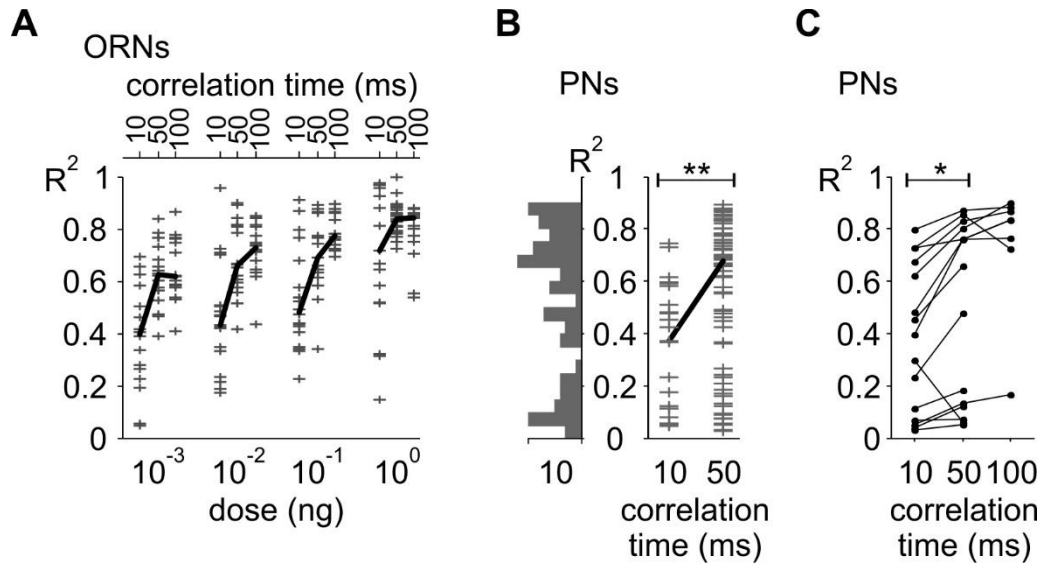 A
ORNs
correlation time (ms)
10 50 100 10 50 100 10 50 100 10 50 100
R²
1
0.8
0.6
0.4
0.2
0
10⁻³ 10⁻² 10⁻¹ 10⁰
dose (ng)
B
PNs
R²
**
1
0.8
0.6
0.4
0.2
0
10
10 50
correlation
time (ms)
C
PNs
R²
*
1
0.8
0.6
0.4
0.2
0
10 50 100
correlation
time (ms)